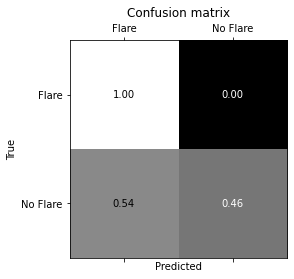 Confusion matrix
Flare No Flare
True
Flare 1.00 0.00
No Flare 0.54 0.46
Predicted